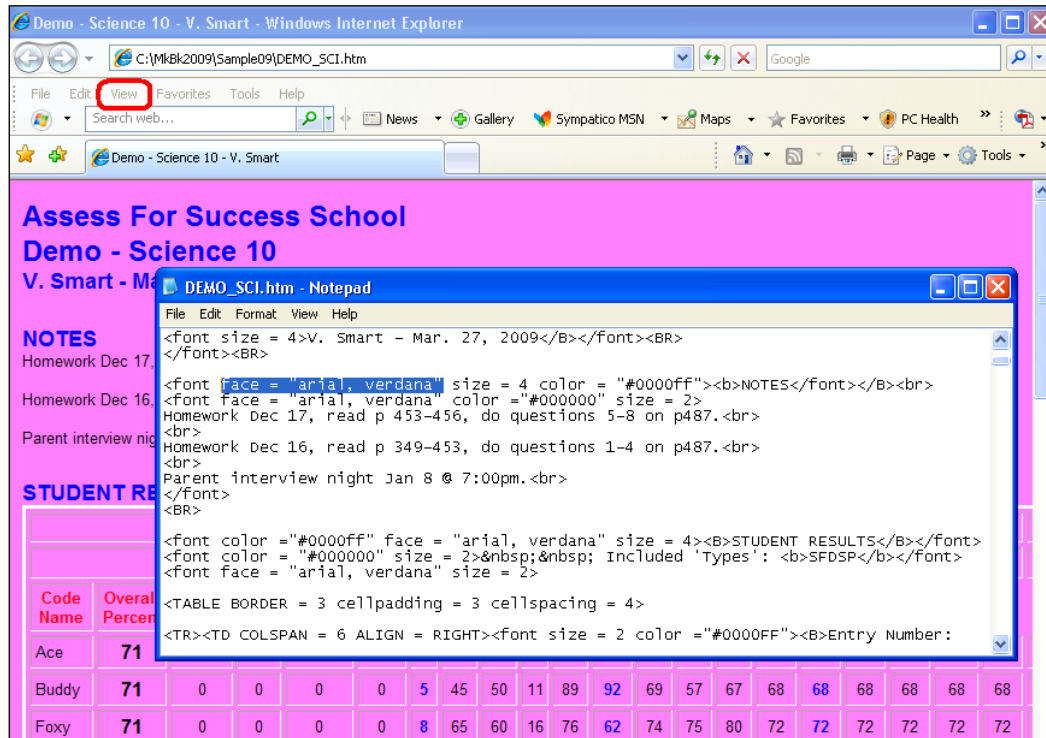 Demo - Science 10 - V. Smart - Windows Internet Explorer
C:\MkBk2009\Sample09\DEMO_SCI.htm
Google
File Edit View Favorites Tools Help
Search web...
News Gallery Sympatico MSN Maps Favorites PC Health »
Demo - Science 10 - V. Smart
Page Tools
Assess For Success School
Demo - Science 10
V. Smart - Ma
NOTES
Homework Dec 17,
Homework Dec 16,
Parent interview nig
STUDENT RE
DEMO_SCI.htm - Notepad
File Edit Format View Help
<font size = 4>V. Smart - Mar. 27, 2009</B></font><BR>
</font><BR>
<font face = "arial, verdana" size = 4 color = "#0000ff"><b>NOTES</font></B><br>
<font face = "arial, verdana" color ="#000000" size = 2>
Homework Dec 17, read p 453-456, do questions 5-8 on p487.<br>
<br>
Homework Dec 16, read p 349-453, do questions 1-4 on p487.<br>
<br>
Parent interview night Jan 8 @ 7:00pm.<br>
</font>
<BR>
<font color ="#0000ff" face = "arial, verdana" size = 4><B>STUDENT RESULTS</B></font>
<font color = "#000000" size = 2>&nbsp;&nbsp; Included 'Types': <b>SFDSP</b></font>
<font face = "arial, verdana" size = 2>
<TABLE BORDER = 3 cellpadding = 3 cellspacing = 4>
<TR><TD COLSPAN = 6 ALIGN = RIGHT><font size = 2 color ="#0000FF"><B>Entry Number:
Code Name Overal Percen
Ace 71
Buddy 71 0 0 0 0 5 45 50 11 89 92 69 57 67 68 68 68 68 68 68
Foxy 71 0 0 0 0 8 65 60 16 76 62 74 75 80 72 72 72 72 72 72